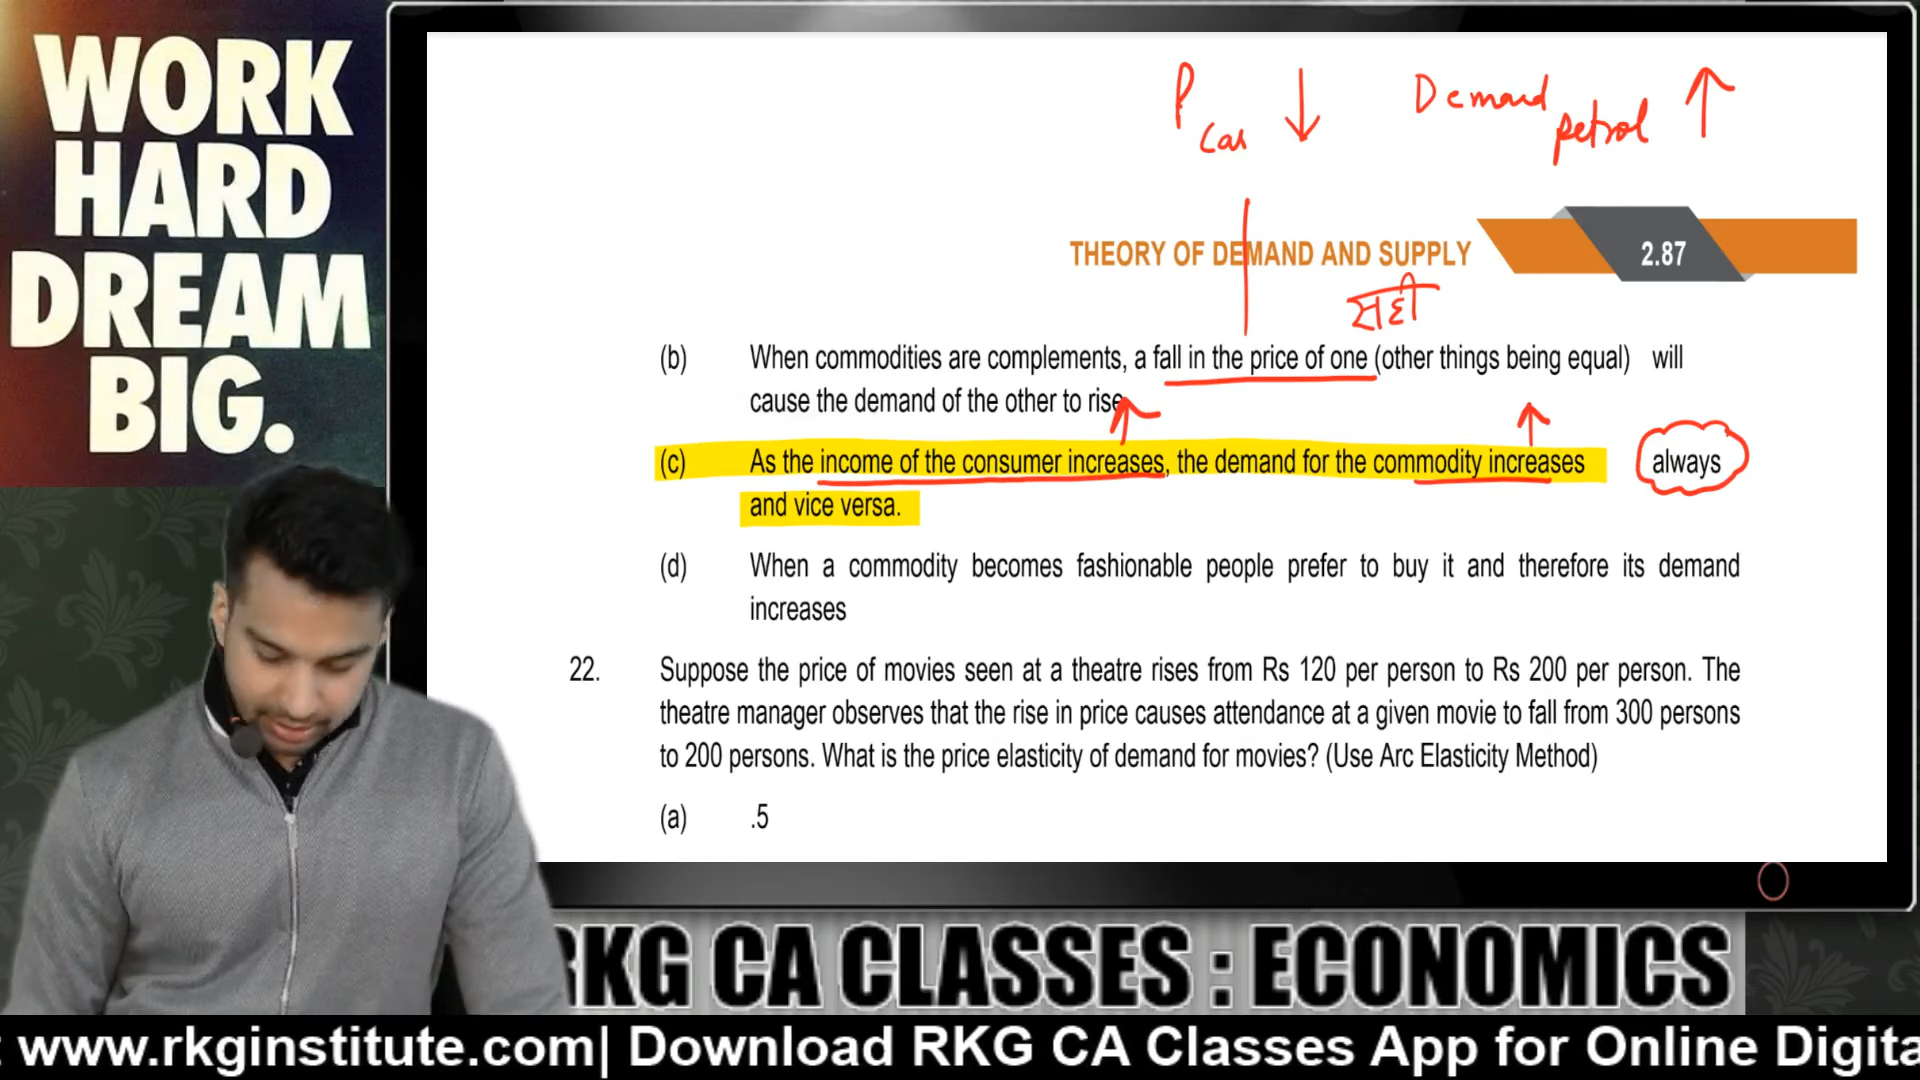 WORK
HARD
DREAM
BIG.
P car ↓ Demand petrol ↑
THEORY OF DEMAND AND SUPPLY 2.87
सही
(b) When commodities are complements, a fall in the price of one (other things being equal) will
cause the demand of the other to rise
(c) As the income of the consumer increases, the demand for the commodity increases always
and vice versa.
(d) When a commodity becomes fashionable people prefer to buy it and therefore its demand
increases
22. Suppose the price of movies seen at a theatre rises from Rs 120 per person to Rs 200 per person. The
theatre manager observes that the rise in price causes attendance at a given movie to fall from 300 persons
to 200 persons. What is the price elasticity of demand for movies? (Use Arc Elasticity Method)
(a) .5
RKG CA CLASSES : ECONOMICS
www.rkginstitute.com| Download RKG CA Classes App for Online Digita